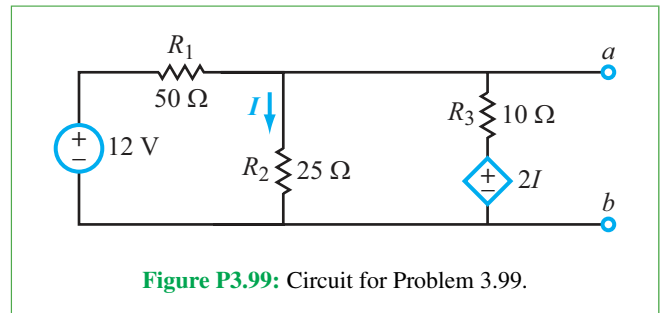 R1
50 Ω
+
−
12 V
I
R2
25 Ω
R3
10 Ω
+
−
2I
a
b
Figure P3.99: Circuit for Problem 3.99.